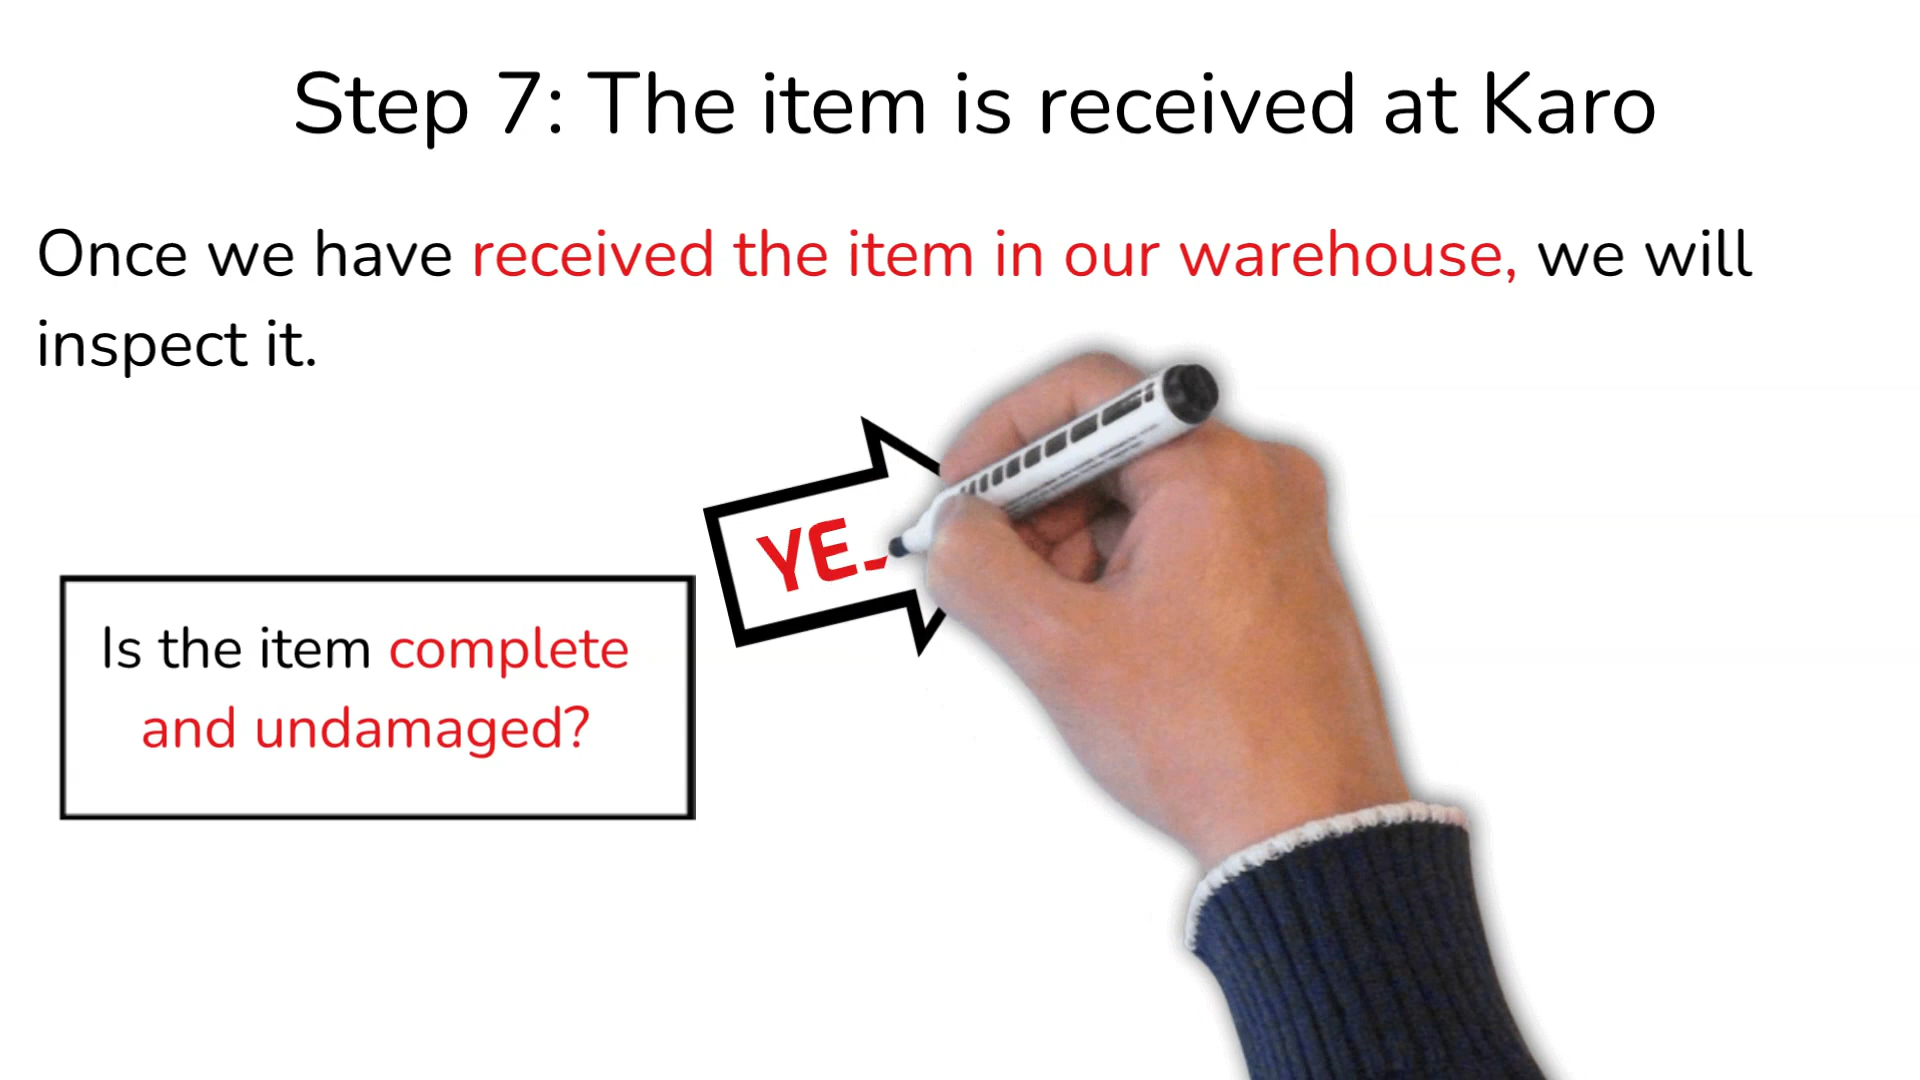 Step 7: The item is received at Karo
Once we have received the item in our warehouse, we will
inspect it.
YE
Is the item complete
and undamaged?